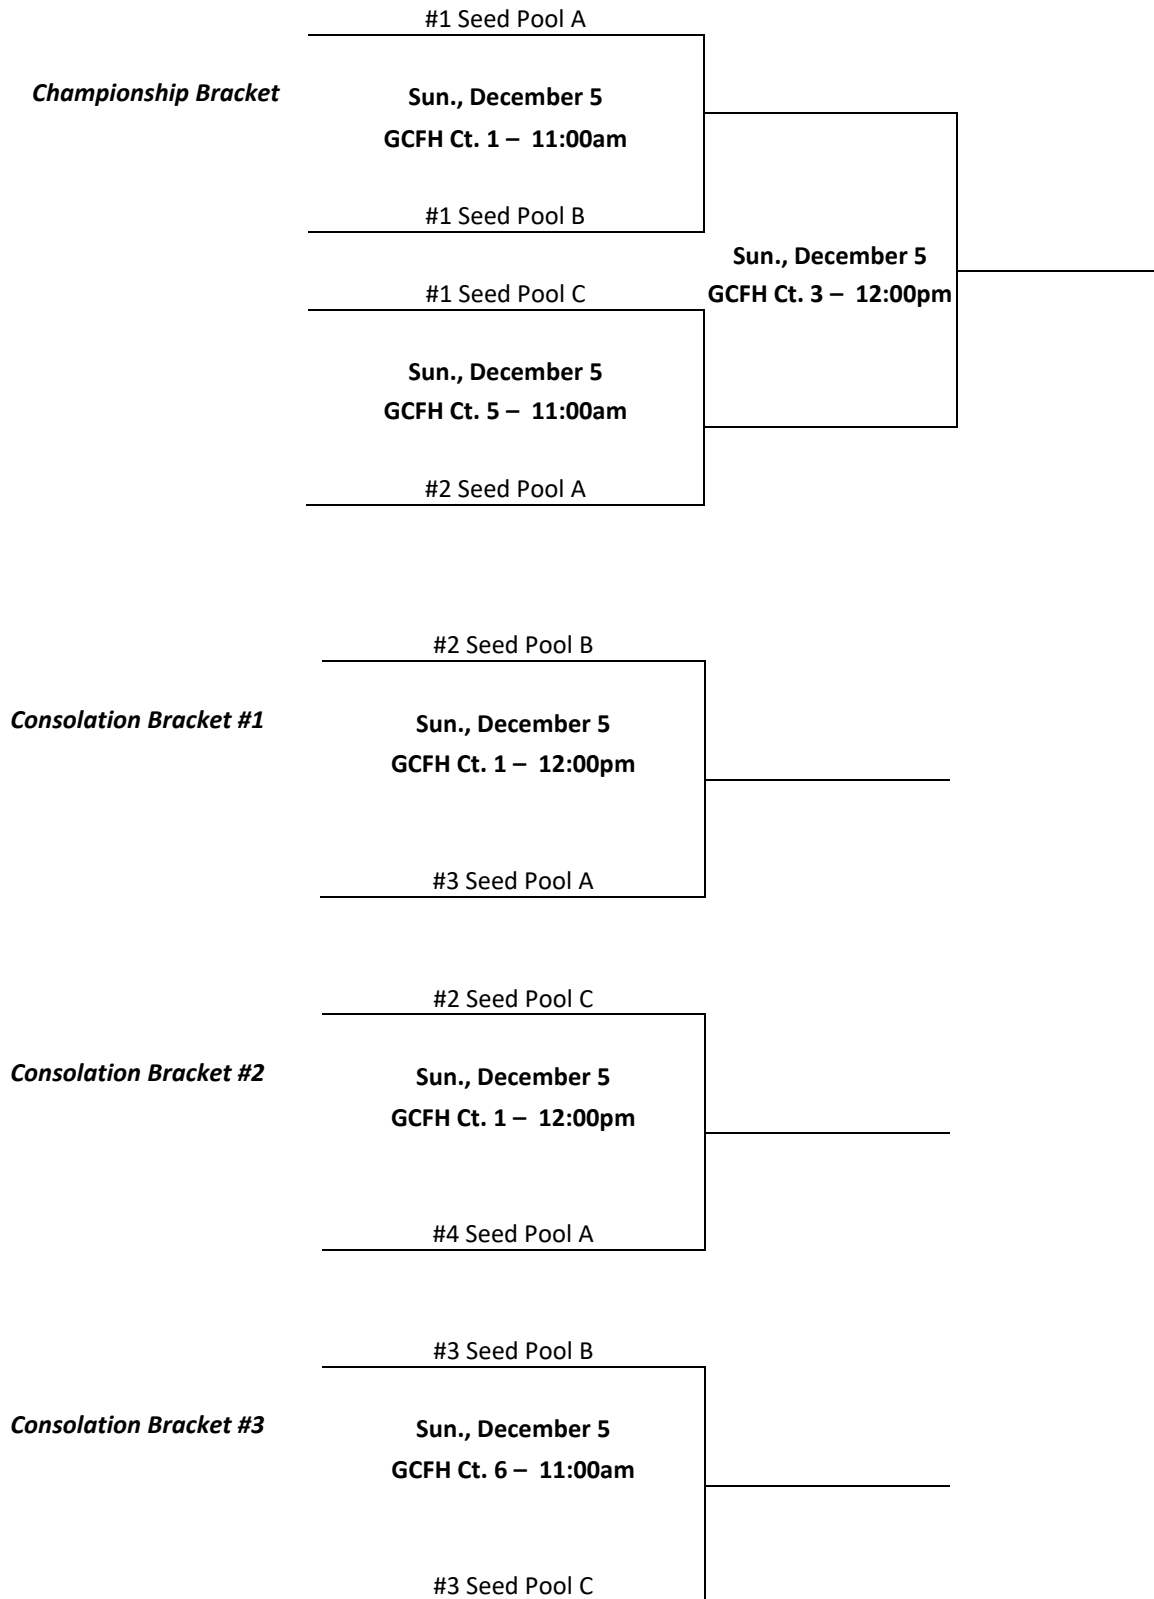 #1 Seed Pool A
Championship Bracket
Sun., December 5
GCFH Ct. 1 – 11:00am
#1 Seed Pool B
Sun., December 5
GCFH Ct. 3 – 12:00pm
#1 Seed Pool C
Sun., December 5
GCFH Ct. 5 – 11:00am
#2 Seed Pool A
#2 Seed Pool B
Consolation Bracket #1
Sun., December 5
GCFH Ct. 1 – 12:00pm
#3 Seed Pool A
#2 Seed Pool C
Consolation Bracket #2
Sun., December 5
GCFH Ct. 1 – 12:00pm
#4 Seed Pool A
#3 Seed Pool B
Consolation Bracket #3
Sun., December 5
GCFH Ct. 6 – 11:00am
#3 Seed Pool C